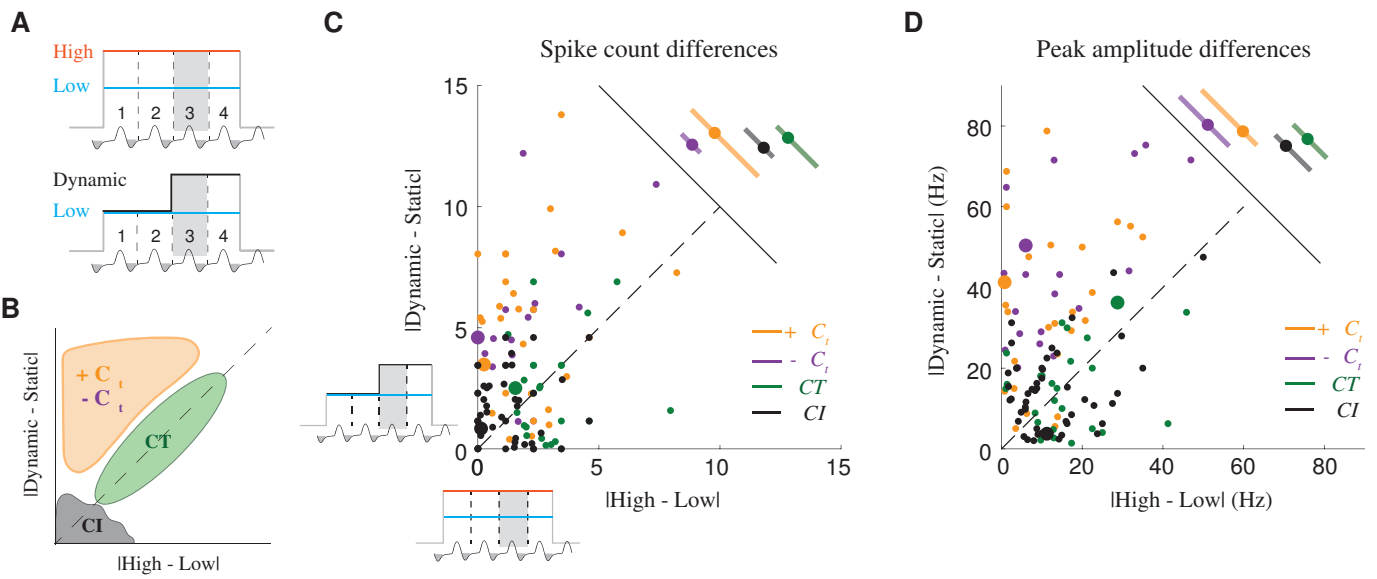 A
High
Low
1 2 3 4
Dynamic
Low
1 2 3 4
B
|Dynamic - Static|
+ C t
- C t
CT
CI
|High - Low|
C
Spike count differences
|Dynamic - Static|
15
10
5
0
0 5 10 15
|High - Low|
+ C t
- C t
CT
CI
D
Peak amplitude differences
|Dynamic - Static| (Hz)
80
60
40
20
0
0 20 40 60 80
|High - Low| (Hz)
+ C t
- C t
CT
CI